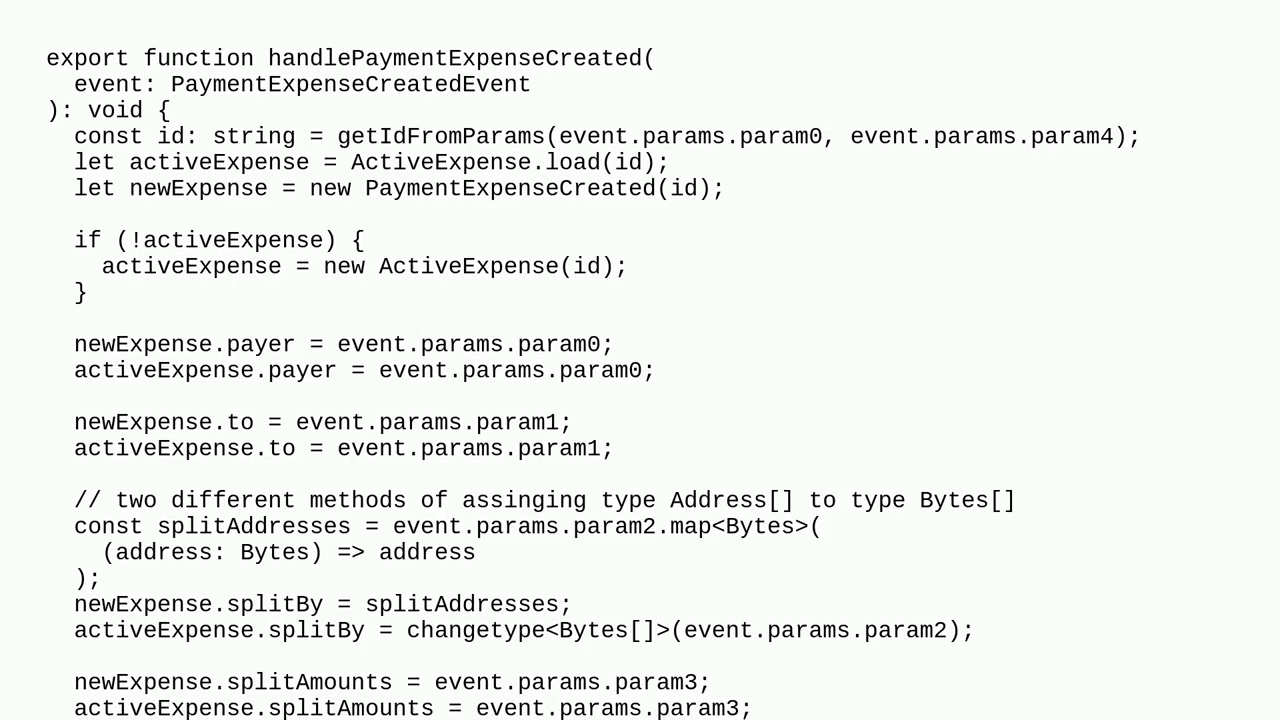 export function handlePaymentExpenseCreated(
  event: PaymentExpenseCreatedEvent
): void {
  const id: string = getIdFromParams(event.params.param0, event.params.param4);
  let activeExpense = ActiveExpense.load(id);
  let newExpense = new PaymentExpenseCreated(id);

  if (!activeExpense) {
    activeExpense = new ActiveExpense(id);
  }

  newExpense.payer = event.params.param0;
  activeExpense.payer = event.params.param0;

  newExpense.to = event.params.param1;
  activeExpense.to = event.params.param1;

  // two different methods of assinging type Address[] to type Bytes[]
  const splitAddresses = event.params.param2.map<Bytes>(
    (address: Bytes) => address
  );
  newExpense.splitBy = splitAddresses;
  activeExpense.splitBy = changetype<Bytes[]>(event.params.param2);

  newExpense.splitAmounts = event.params.param3;
  activeExpense.splitAmounts = event.params.param3;